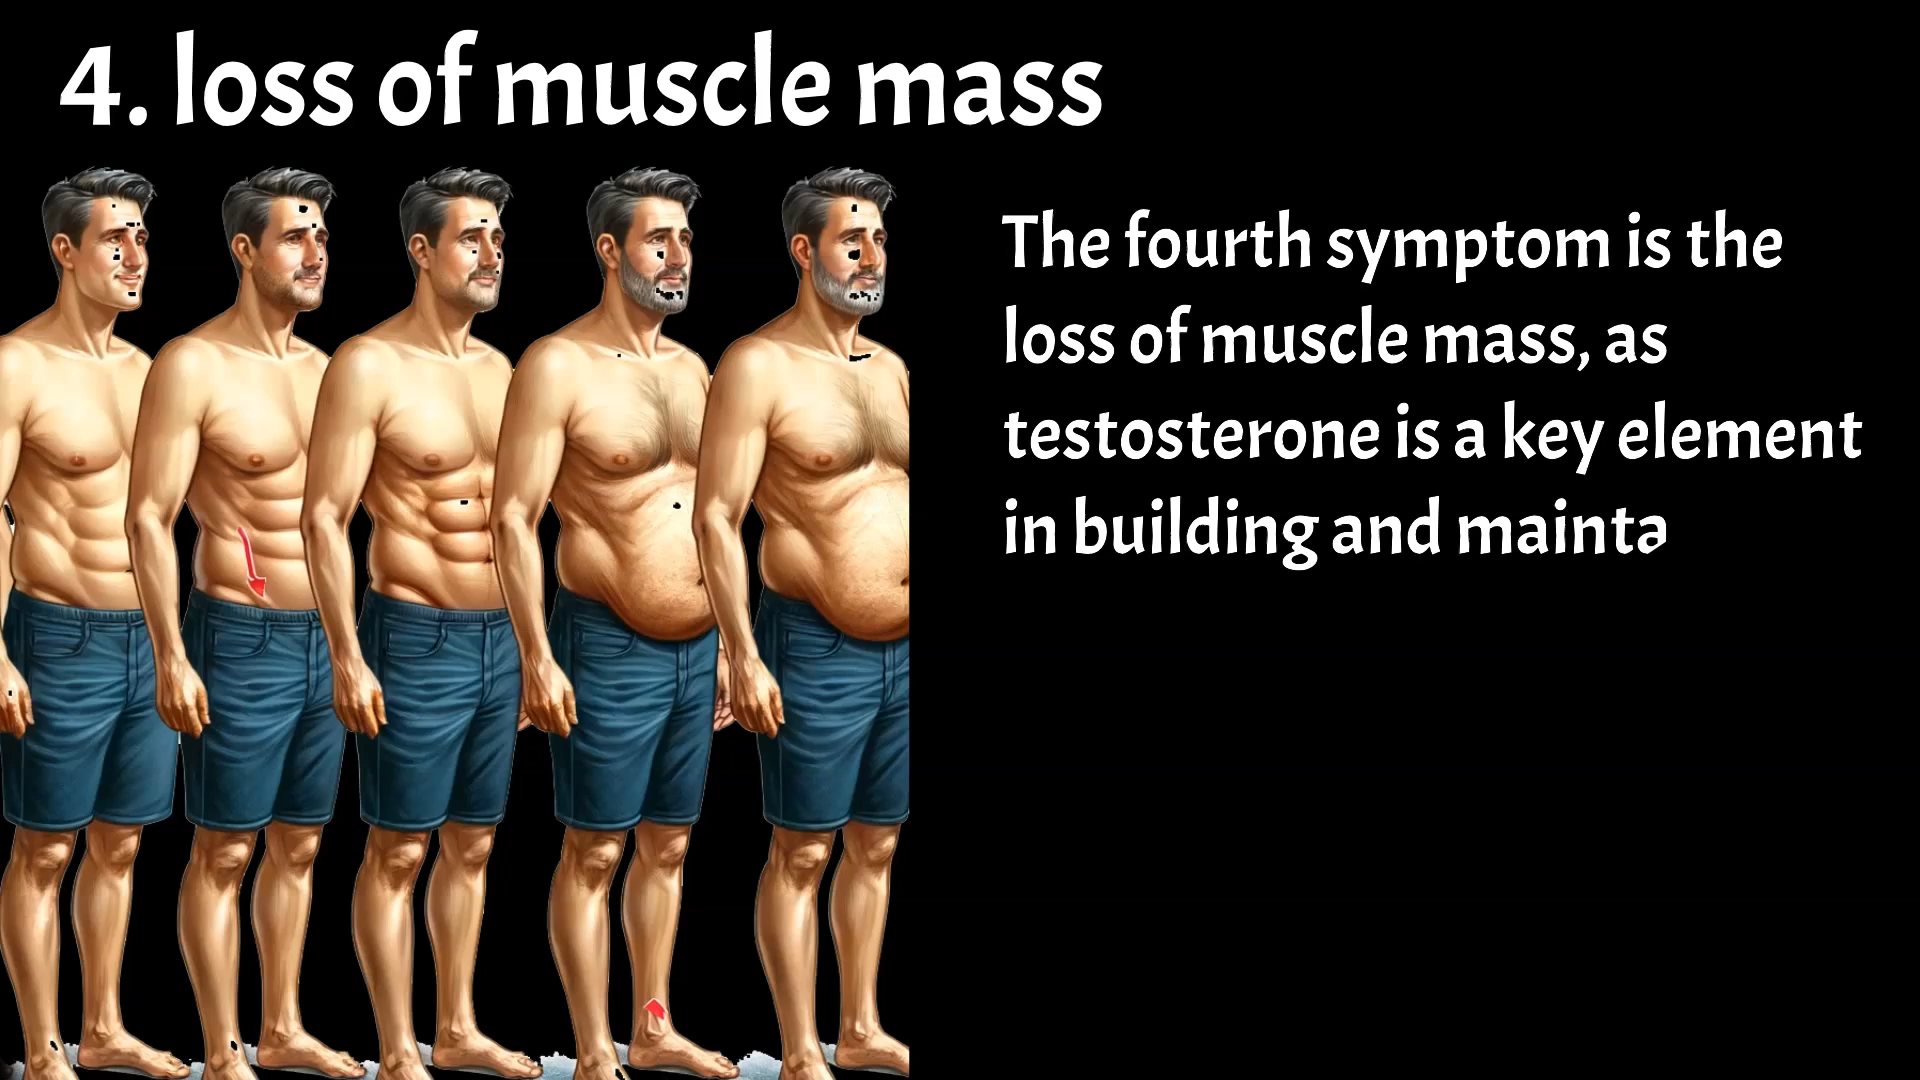 4. loss of muscle mass
The fourth symptom is the
loss of muscle mass, as
testosterone is a key element
in building and mainta